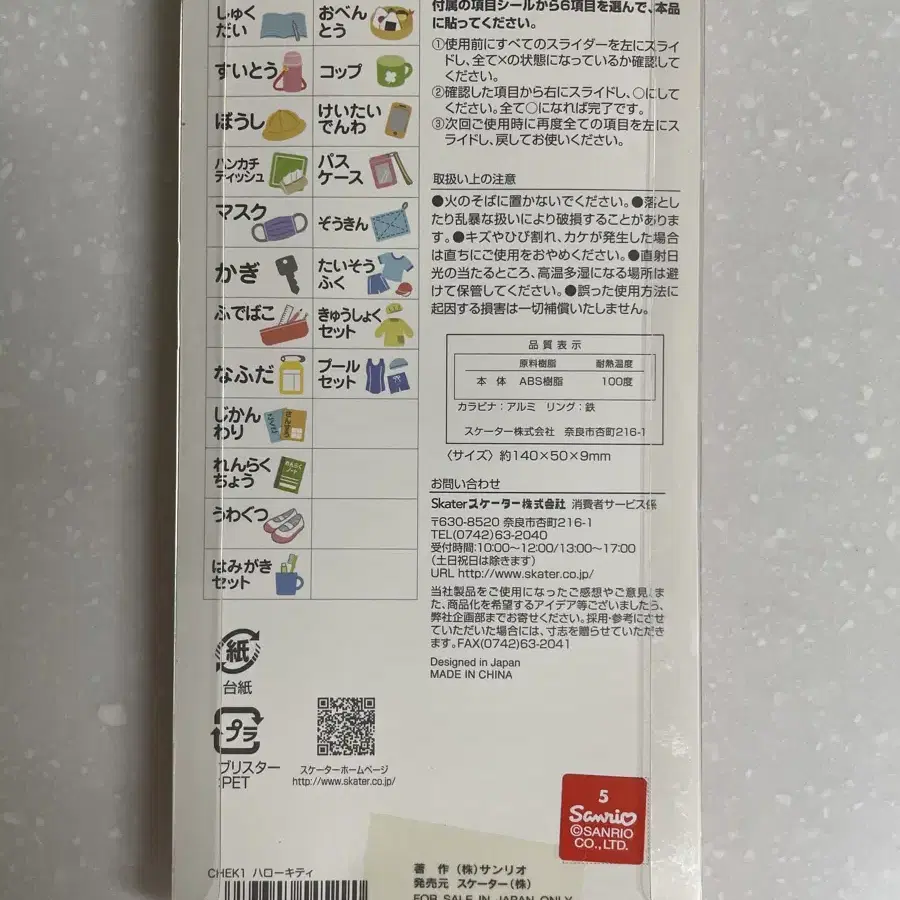 しゅく
だい
おべん
とう
すいとう
コップ
ぼうし
けいたい
でんわ
ハンカチ
ティッシュ
パス
ケース
マスク
ぞうきん
かぎ
たいそう
ふく
ふでばこ
きゅうしょく
セット
なふだ
プール
セット
じかん
わり
れんらく
ちょう
うわぐつ
はみがき
セット
付属の項目シールから6項目を選んで、本品
に貼ってください。
①使用前にすべてのスライダーを左にスライ
ドし、全て×の状態になっているか確認して
ください。
②確認した項目から右にスライドし、○にして
ください。全て○になれば完了です。
③次回ご使用時に再度全ての項目を左にス
ライドし、戻してお使いください。
取扱い上の注意
●火のそばに置かないでください。●落とし
たり乱暴な扱いにより破損することがありま
す。●キズやひび割れ、カケが発生した場合
は直ちにご使用をおやめください。●直射日
光の当たるところ、高温多湿になる場所は避
けて保管してください。●誤った使用方法に
起因する損害は一切補償いたしません。
品質表示
原料樹脂 耐熱温度
本体 ABS樹脂 100度
カラビナ:アルミ リング:鉄
スケーター株式会社 奈良市杏町216-1
〈サイズ〉約140×50×9mm
お問い合わせ
Skaterスケーター株式会社 消費者サービス係
〒630-8520 奈良市杏町216-1
TEL(0742)63-2040
受付時間:10:00〜12:00/13:00〜17:00
(土日祝日は除きます)
URL http://www.skater.co.jp/
当社製品をご使用になったご感想やご意見、ま
た、商品化を希望するアイデア等ございましたら、
弊社企画部までお寄せください。採用・参考にさせ
ていただいた場合には、寸志を贈らせていただき
ます。FAX(0742)63-2041
Designed in Japan
MADE IN CHINA
紙
台紙
プラ
ブリスター
:PET
スケーターホームページ
http://www.skater.co.jp/
5
Sanrio
©SANRIO
CO.,LTD.
CHEK1 ハローキティ
著作 (株)サンリオ
発売元 スケーター(株)
FOR SALE IN JAPAN ONLY